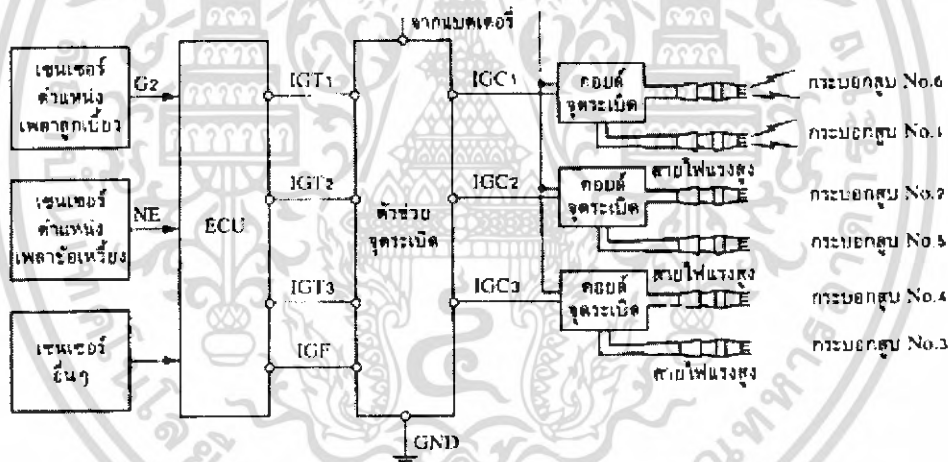 จากแบตเตอรี่
เซนเซอร์
ตำแหน่ง
เพลาลูกเบี้ยว
G2
เซนเซอร์
ตำแหน่ง
เพลาข้อเหวี่ยง
NE
เซนเซอร์
อื่นๆ
ECU
IGT1
IGT2
IGT3
IGF
ตัวช่วย
จุดระเบิด
GND
IGC1
IGC2
IGC3
คอยล์
จุดระเบิด
กระบอกสูบ No.6
กระบอกสูบ No.1
สายไฟแรงสูง
คอยล์
จุดระเบิด
กระบอกสูบ No.2
กระบอกสูบ No.5
สายไฟแรงสูง
คอยล์
จุดระเบิด
กระบอกสูบ No.4
กระบอกสูบ No.3
สายไฟแรงสูง